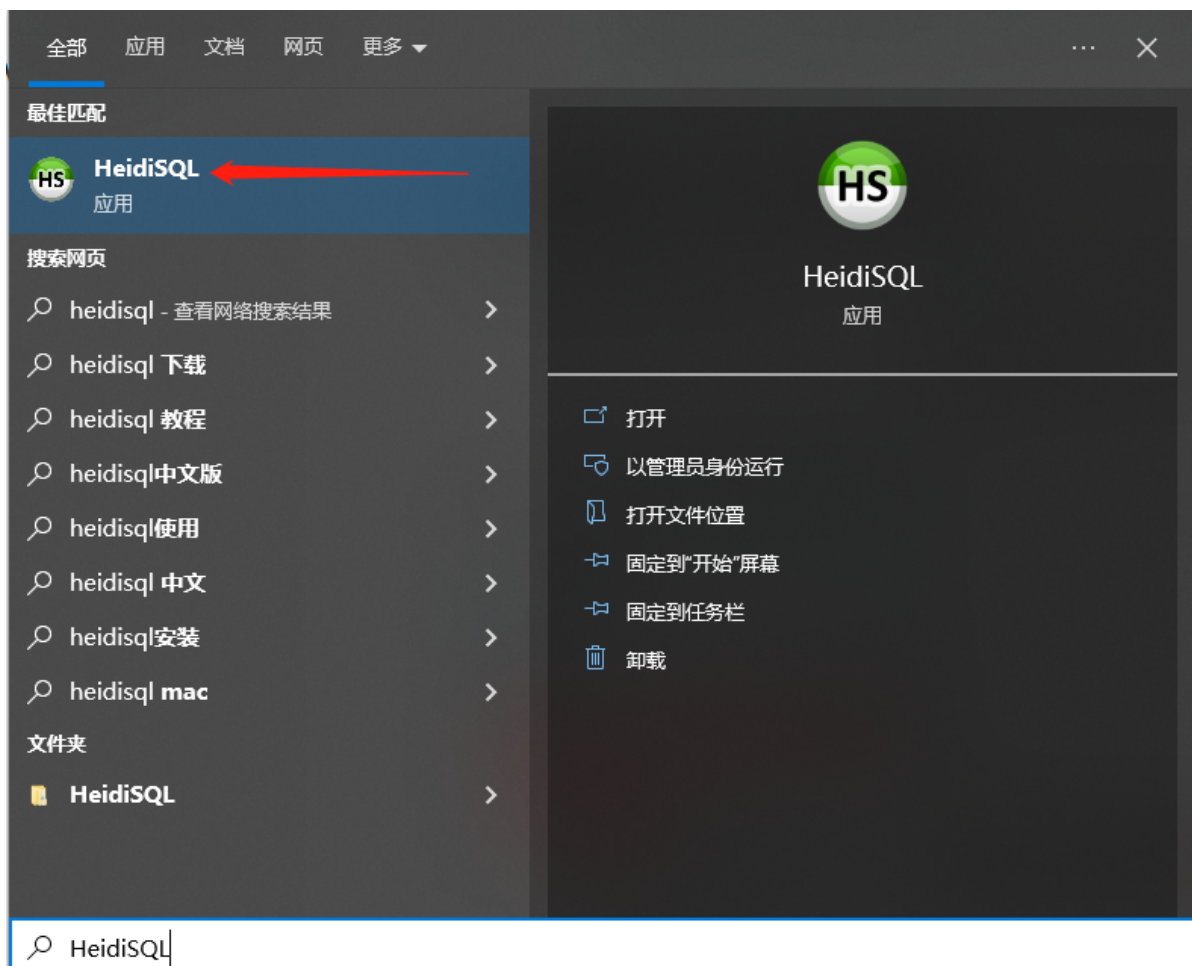 全部 应用 文档 网页 更多
最佳匹配
HS HeidiSQL
应用
搜索网页
heidisql - 查看网络搜索结果
heidisql 下载
heidisql 教程
heidisql中文版
heidisql使用
heidisql 中文
heidisql安装
heidisql mac
文件夹
HeidiSQL
HS
HeidiSQL
应用
打开
以管理员身份运行
打开文件位置
固定到"开始"屏幕
固定到任务栏
卸载
HeidiSQL